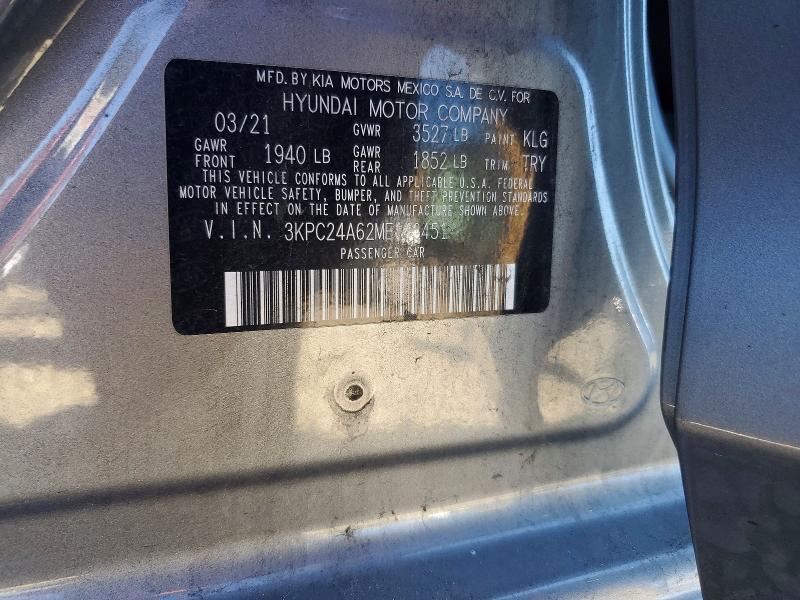 MFD. BY KIA MOTORS MEXICO S.A. DE C.V. FOR
HYUNDAI MOTOR COMPANY
03/21 GVWR 3527 LB PAINT KLG
GAWR FRONT 1940 LB GAWR REAR 1852 LB TRIM TRY
THIS VEHICLE CONFORMS TO ALL APPLICABLE U.S.A. FEDERAL
MOTOR VEHICLE SAFETY, BUMPER, AND THEFT PREVENTION STANDARDS
IN EFFECT ON THE DATE OF MANUFACTURE SHOWN ABOVE.
V.I.N.
PASSENGER CAR